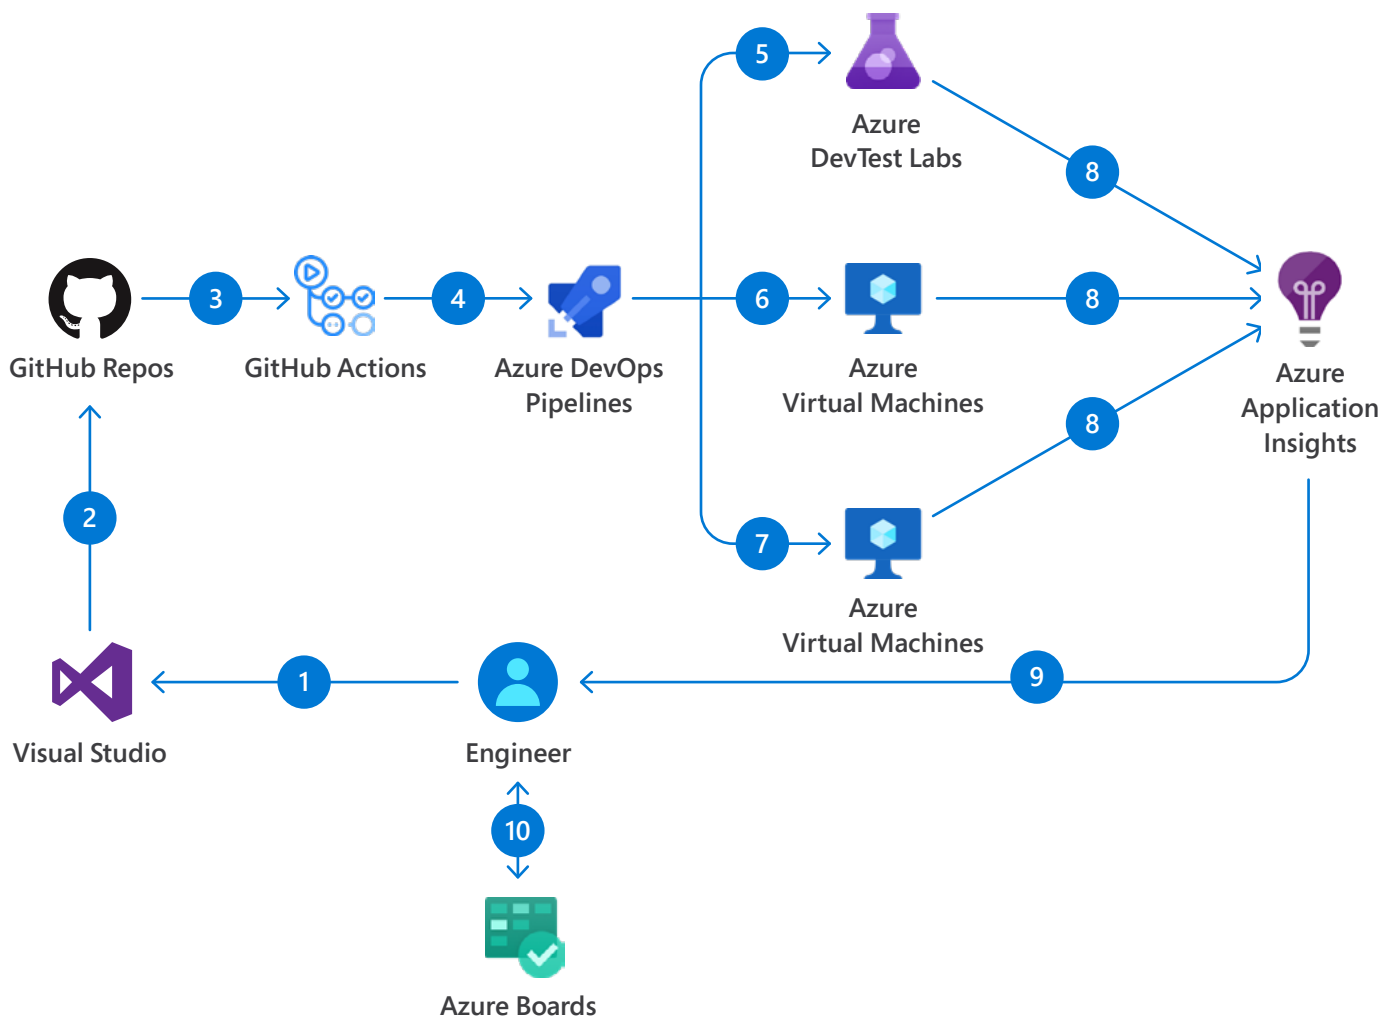 5
Azure
DevTest Labs
8
3
4
6
8
GitHub Repos
GitHub Actions
Azure DevOps
Pipelines
Azure
Virtual Machines
Azure
Application
Insights
8
2
7
Azure
Virtual Machines
1
9
Visual Studio
Engineer
10
Azure Boards